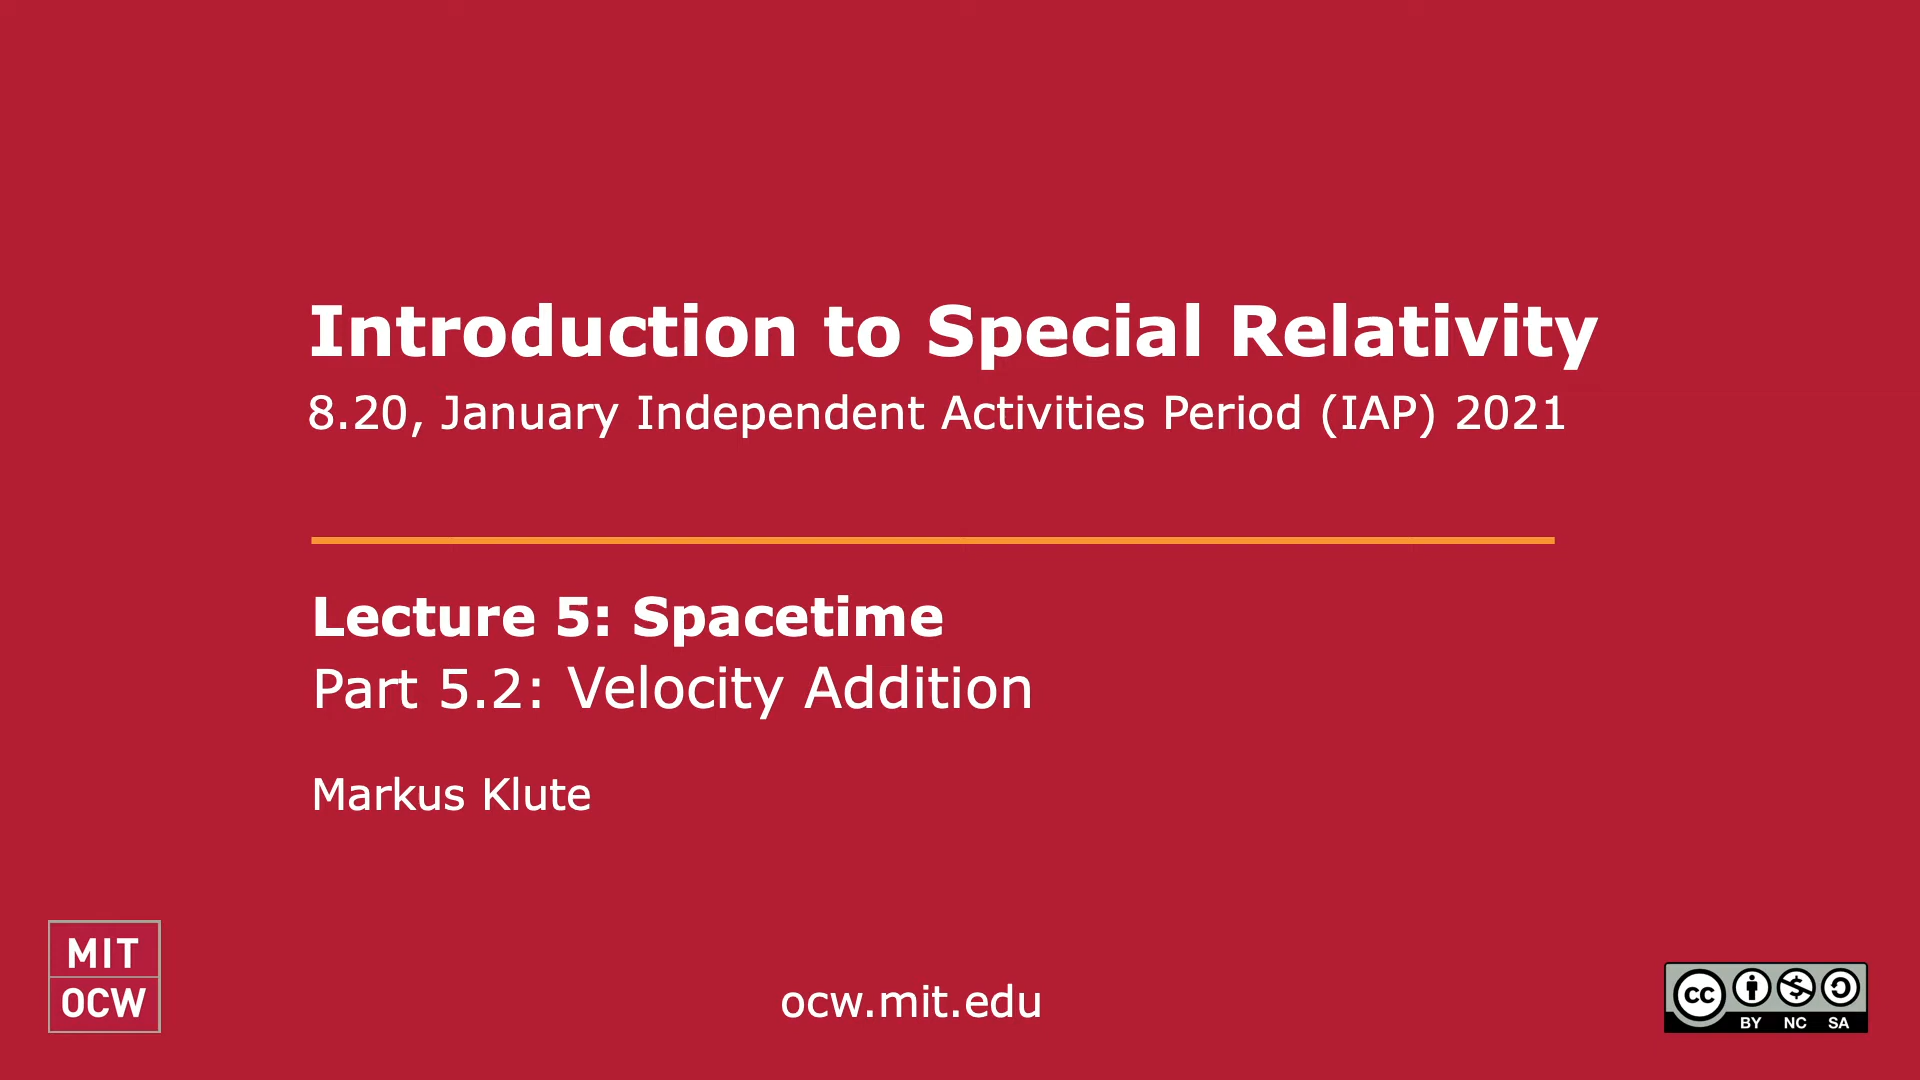 Introduction to Special Relativity
8.20, January Independent Activities Period (IAP) 2021
Lecture 5: Spacetime
Part 5.2: Velocity Addition
Markus Klute
MIT
OCW
ocw.mit.edu
cc
BY NC SA